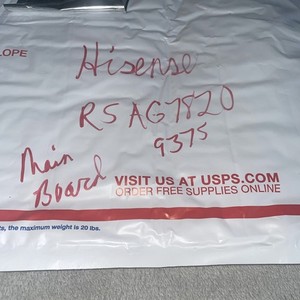 LOPE
Hisense
RSAG7820
9375
Main
Board
VISIT US AT USPS.COM
ORDER FREE SUPPLIES ONLINE
ts, the maximum weight is 20 lbs.